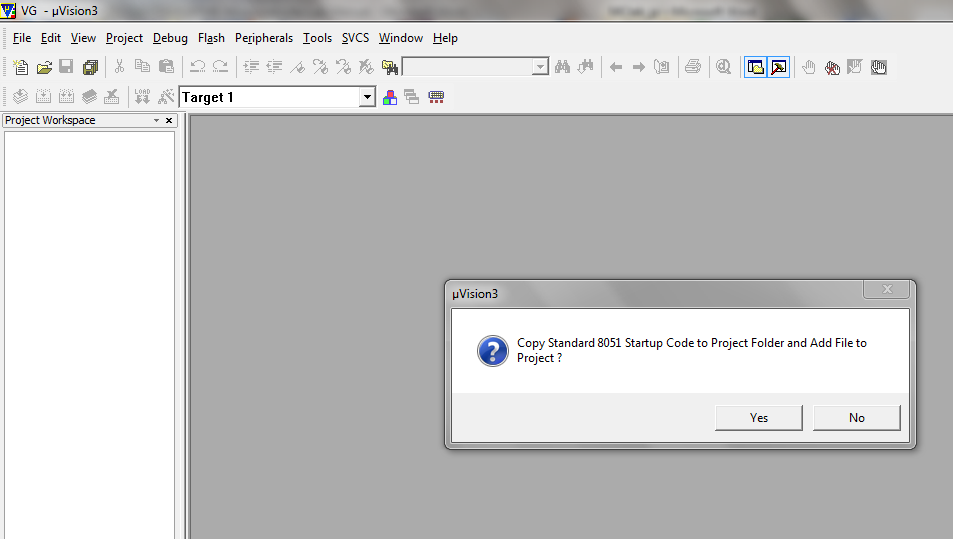 VG - µVision3
File Edit View Project Debug Flash Peripherals Tools SVCS Window Help
LOAD
Target 1
Project Workspace
µVision3
Copy Standard 8051 Startup Code to Project Folder and Add File to
Project ?
Yes No